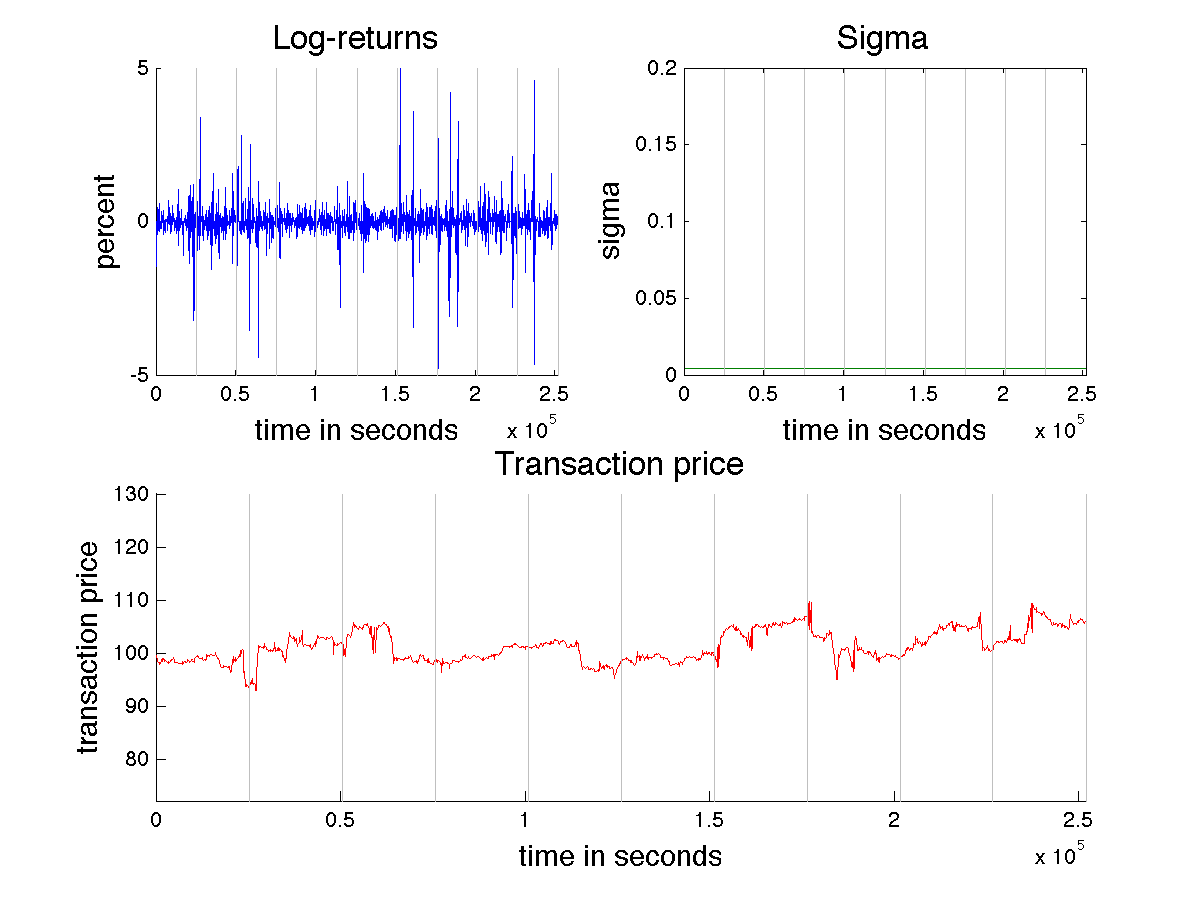 Log-returns
5
0
-5
percent
0 0.5 1 1.5 2 2.5
time in seconds
x 10^5
Sigma
0.2
0.15
0.1
0.05
0
sigma
0 0.5 1 1.5 2 2.5
time in seconds
x 10^5
Transaction price
130
120
110
100
90
80
transaction price
0 0.5 1 1.5 2 2.5
time in seconds
x 10^5